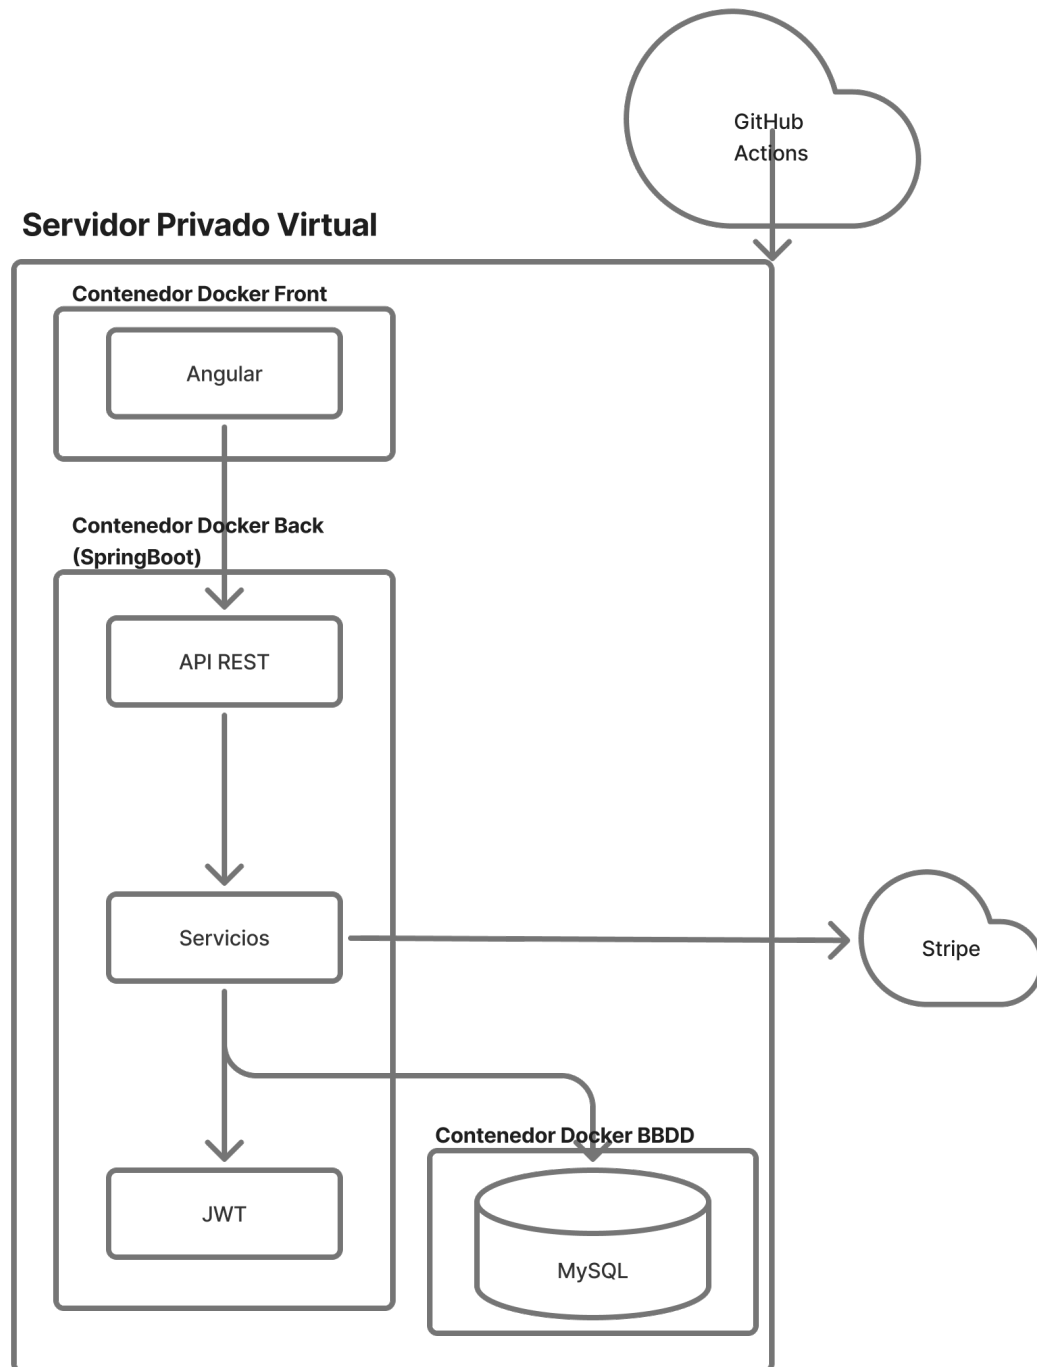 GitHub
Actions
Servidor Privado Virtual
Contenedor Docker Front
Angular
Contenedor Docker Back
(SpringBoot)
API REST
Servicios
Stripe
Contenedor Docker BBDD
JWT
MySQL